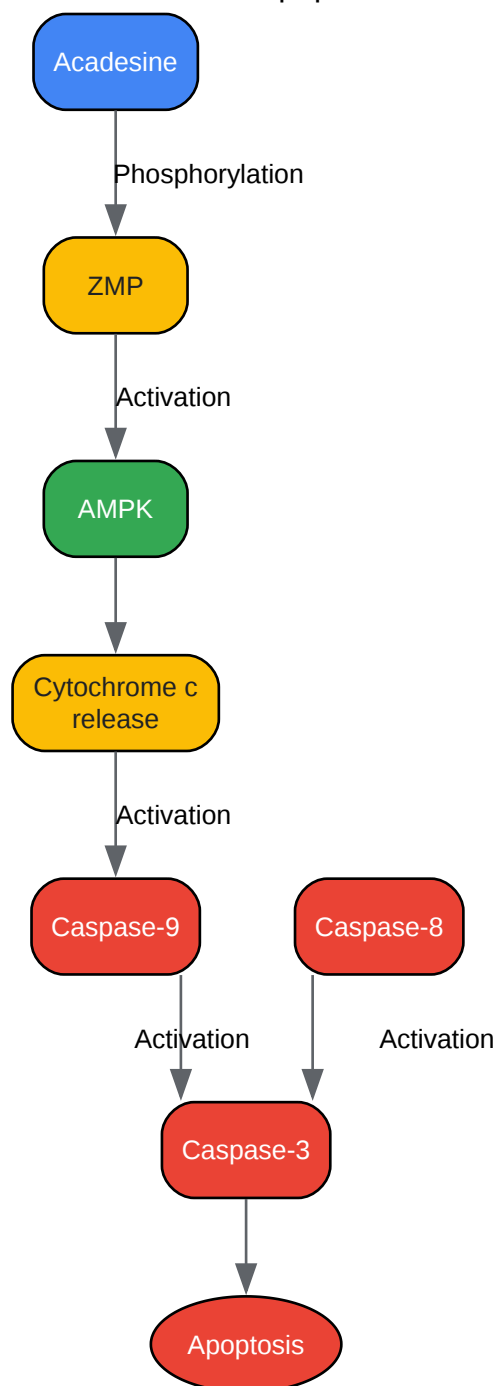 Acadesine
Phosphorylation
ZMP
Activation
AMPK
Cytochrome c
release
Activation
Caspase-9
Caspase-8
Activation
Activation
Caspase-3
Apoptosis